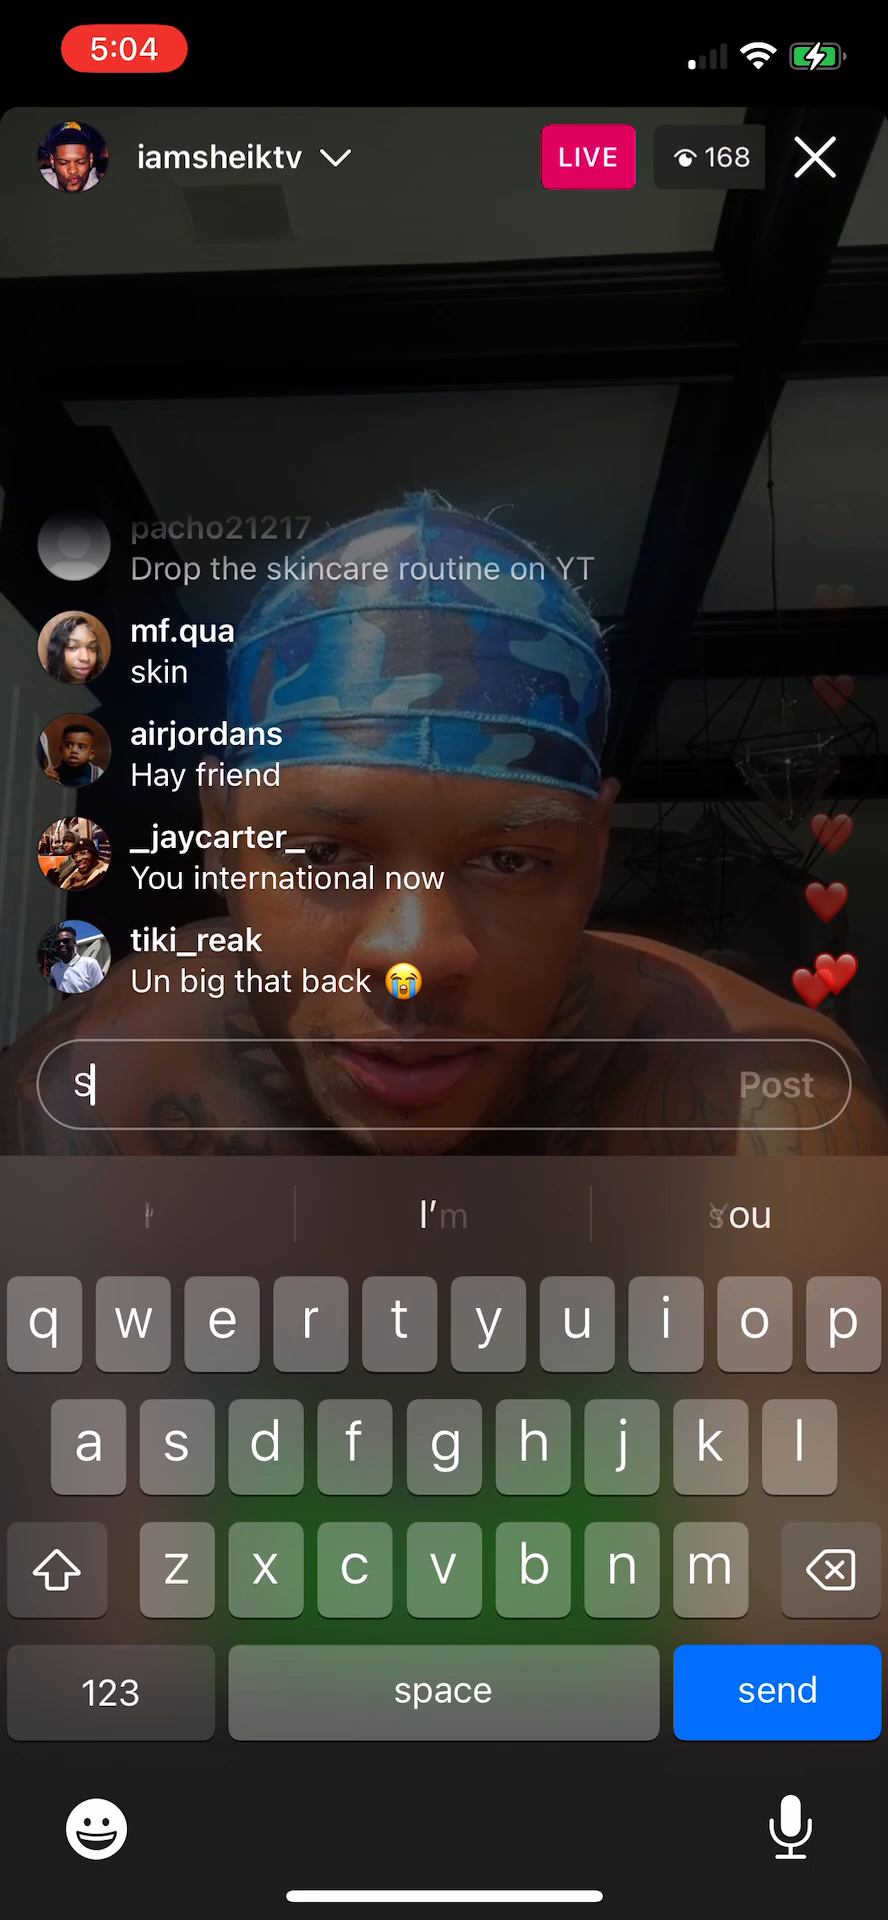 5:04
iamsheiktv
LIVE
168
pacho21217
Drop the skincare routine on YT
mf.qua
skin
airjordans
Hay friend
_jaycarter_
You international now
tiki_reak
Un big that back 😭
s
Post
I'm
q w e r t y u i o p
a s d f g h j k l
z x c v b n m
123
space
send